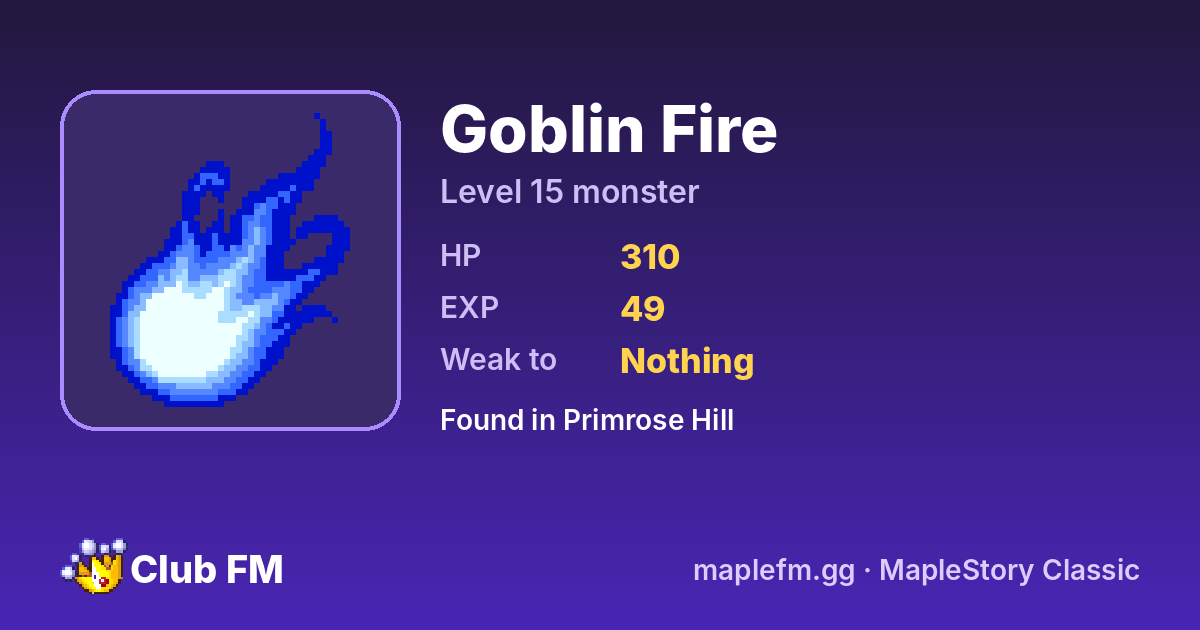 Goblin Fire
Level 15 monster
HP 310
EXP 49
Weak to Nothing
Found in Primrose Hill
Club FM
maplefm.gg · MapleStory Classic